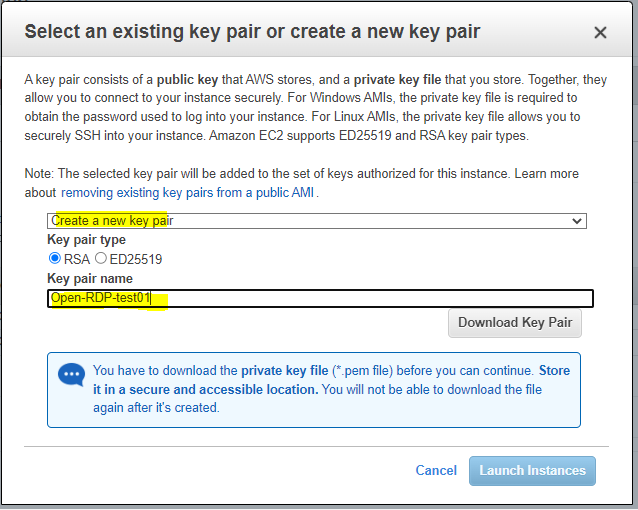 Select an existing key pair or create a new key pair
A key pair consists of a public key that AWS stores, and a private key file that you store. Together, they
allow you to connect to your instance securely. For Windows AMIs, the private key file is required to
obtain the password used to log into your instance. For Linux AMIs, the private key file allows you to
securely SSH into your instance. Amazon EC2 supports ED25519 and RSA key pair types.
Note: The selected key pair will be added to the set of keys authorized for this instance. Learn more
about removing existing key pairs from a public AMI .
Create a new key pair
Key pair type
RSA ED25519
Key pair name
Open-RDP-test01
Download Key Pair
You have to download the private key file (*.pem file) before you can continue. Store
it in a secure and accessible location. You will not be able to download the file
again after it's created.
Cancel Launch Instances